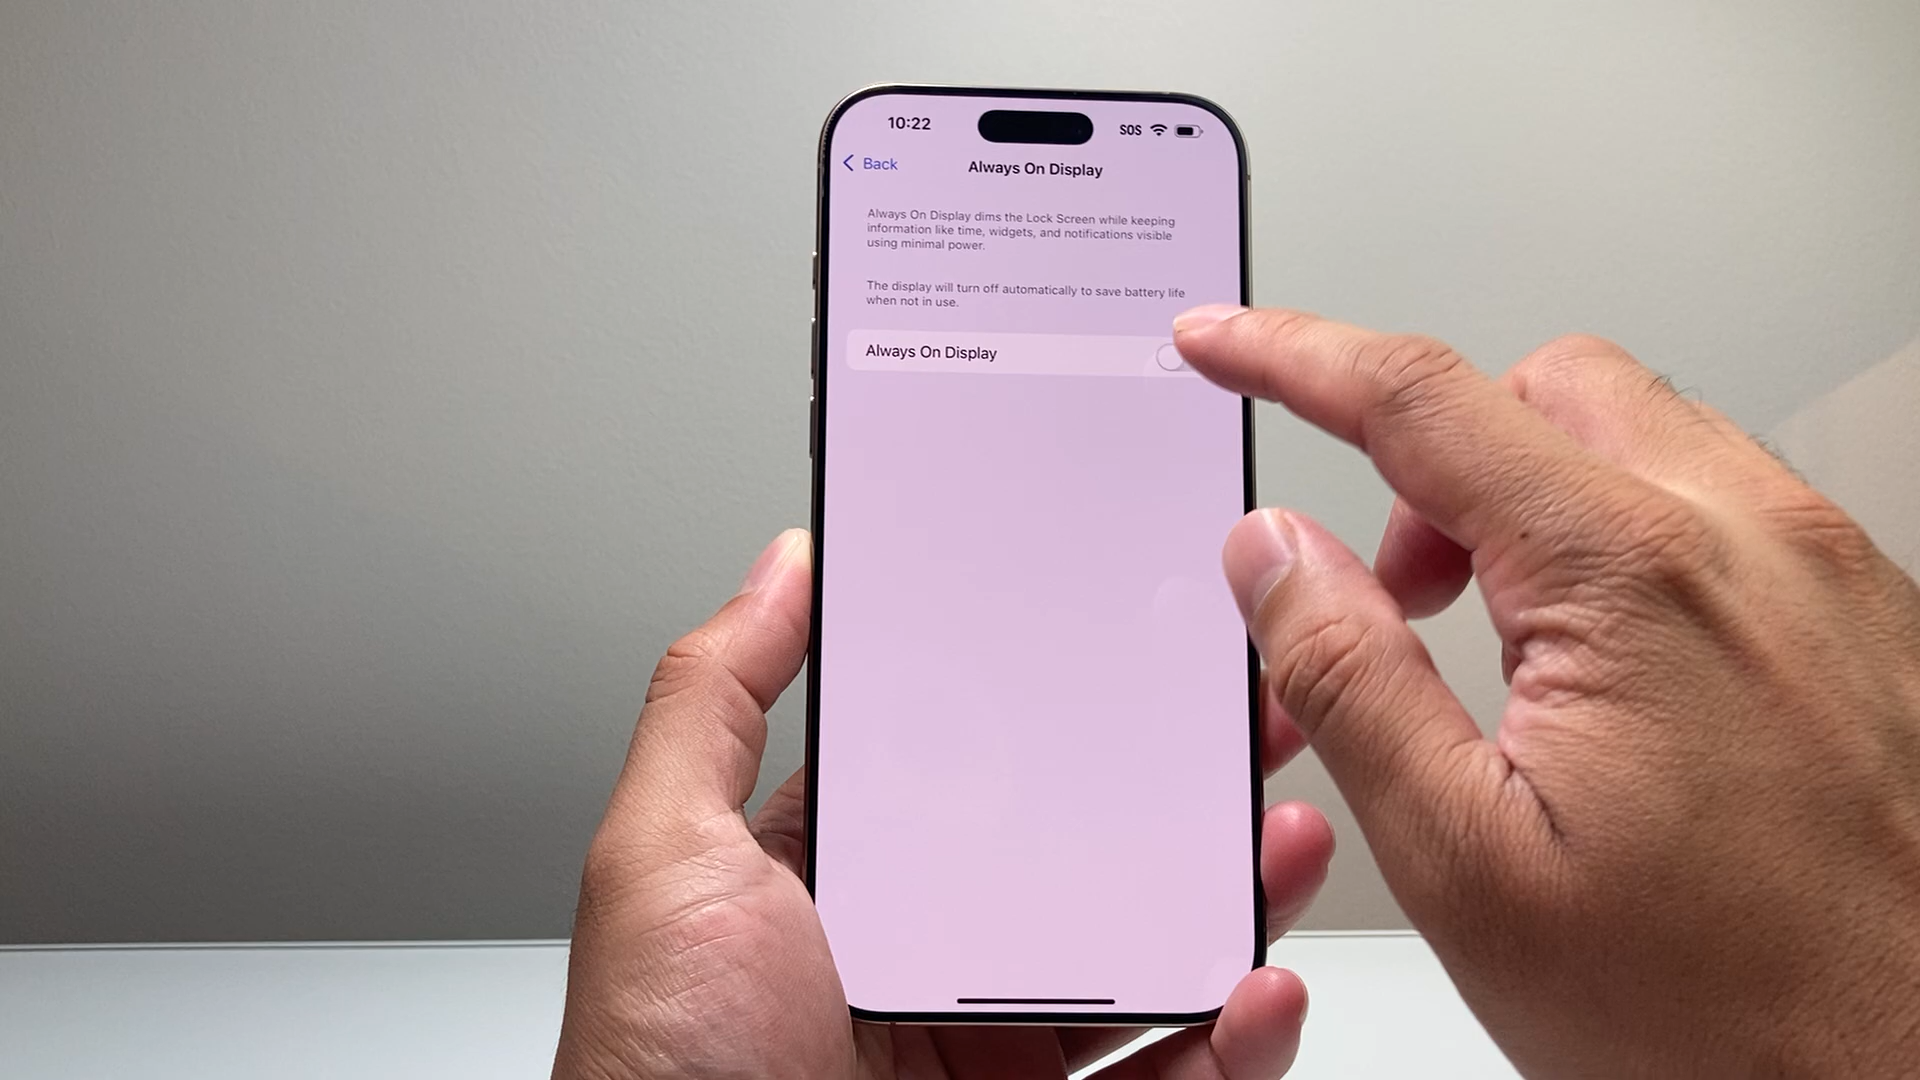 10:22
SOS
Back
Always On Display
Always On Display dims the Lock Screen while keeping
information like time, widgets, and notifications visible
using minimal power.
The display will turn off automatically to save battery life
when not in use.
Always On Display